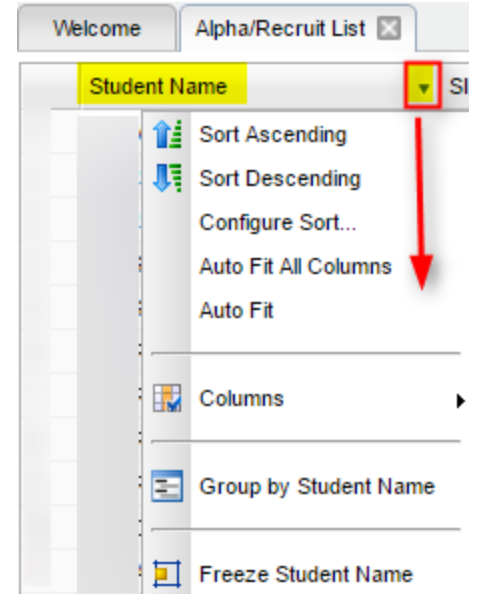 Welcome
Alpha/Recruit List
Student Name
Sort Ascending
Sort Descending
Configure Sort...
Auto Fit All Columns
Auto Fit
Columns
Group by Student Name
Freeze Student Name